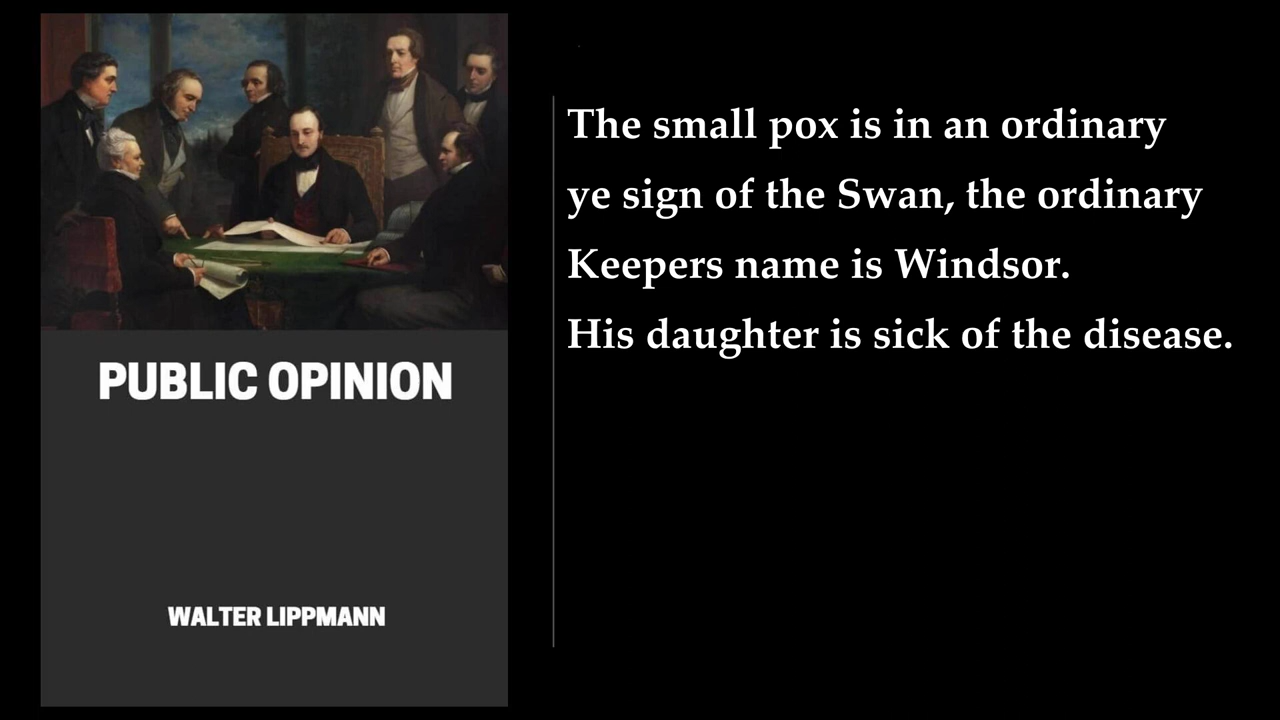 PUBLIC OPINION
WALTER LIPPMANN
The small pox is in an ordinary
ye sign of the Swan, the ordinary
Keepers name is Windsor.
His daughter is sick of the disease.